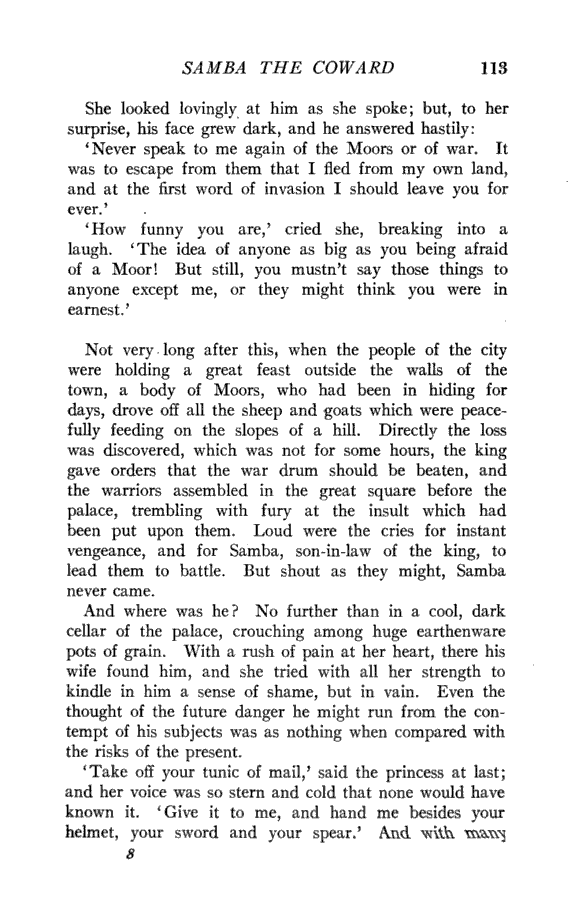 SAMBA THE COWARD 113
She looked lovingly at him as she spoke; but, to her
surprise, his face grew dark, and he answered hastily:
‘Never speak to me again of the Moors or of war. It
was to escape from them that I fled from my own land,
and at the first word of invasion I should leave you for
ever.’
‘How funny you are,’ cried she, breaking into a
laugh. ‘The idea of anyone as big as you being afraid
of a Moor! But still, you mustn’t say those things to
anyone except me, or they might think you were in
earnest.’
Not very long after this, when the people of the city
were holding a great feast outside the walls of the
town, a body of Moors, who had been in hiding for
days, drove off all the sheep and goats which were peace-
fully feeding on the slopes of a hill. Directly the loss
was discovered, which was not for some hours, the king
gave orders that the war drum should be beaten, and
the warriors assembled in the great square before the
palace, trembling with fury at the insult which had
been put upon them. Loud were the cries for instant
vengeance, and for Samba, son-in-law of the king, to
lead them to battle. But shout as they might, Samba
never came.
And where was he? No further than in a cool, dark
cellar of the palace, crouching among huge earthenware
pots of grain. With a rush of pain at her heart, there his
wife found him, and she tried with all her strength to
kindle in him a sense of shame, but in vain. Even the
thought of the future danger he might run from the con-
tempt of his subjects was as nothing when compared with
the risks of the present.
‘Take off your tunic of mail,’ said the princess at last;
and her voice was so stern and cold that none would have
known it. ‘Give it to me, and hand me besides your
helmet, your sword and your spear.’ And with many
8